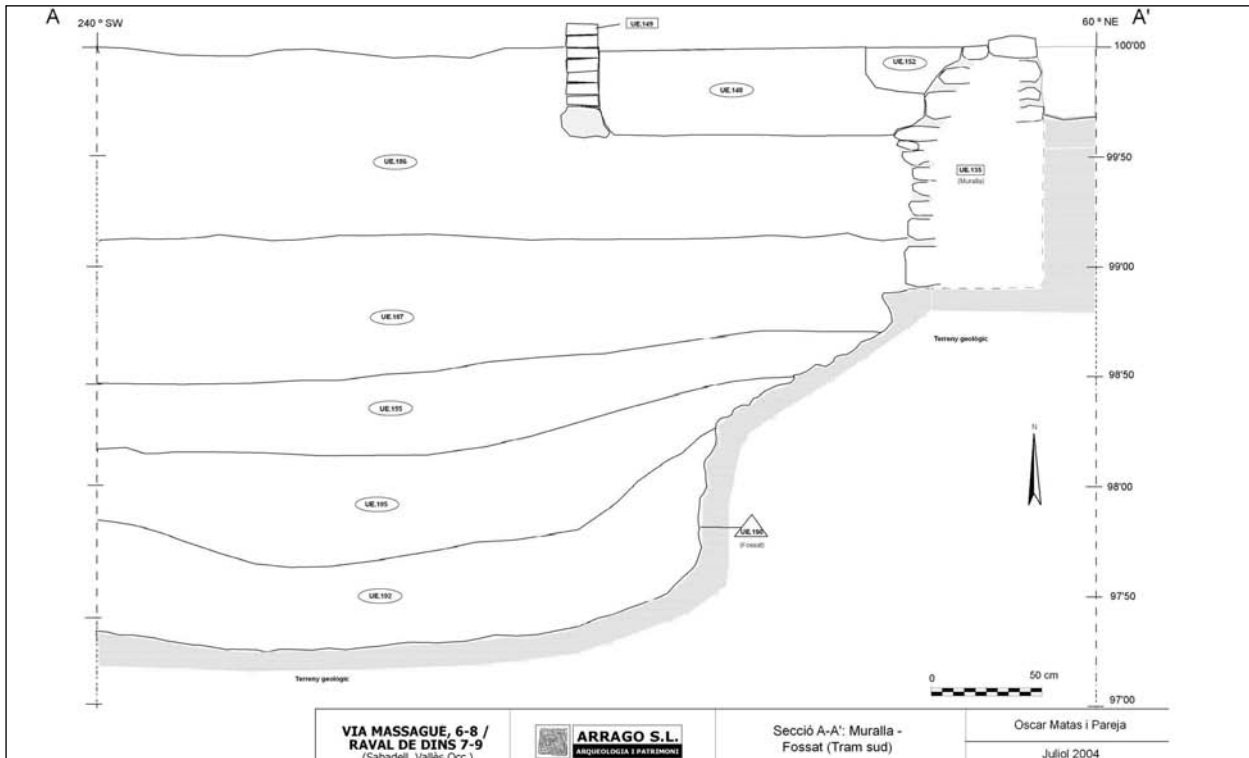 A
240 º SW
UE.149
60 º NE
A'
100'00
UE.152
UE.148
99'50
UE.186
UE.135
(Muralla)
99'00
UE.187
Terreny geològic
98'50
UE.155
N
98'00
UE.195
UE.190
(Fossat)
97'50
UE.192
Terreny geològic
0
50 cm
97'00
VIA MASSAGUE, 6-8 /
RAVAL DE DINS 7-9
(Sabadell, Vallès Occ.)
ARRAGO S.L.
ARQUEOLOGIA I PATRIMONI
Secció A-A': Muralla -
Fossat (Tram sud)
Oscar Matas i Pareja
Juliol 2004